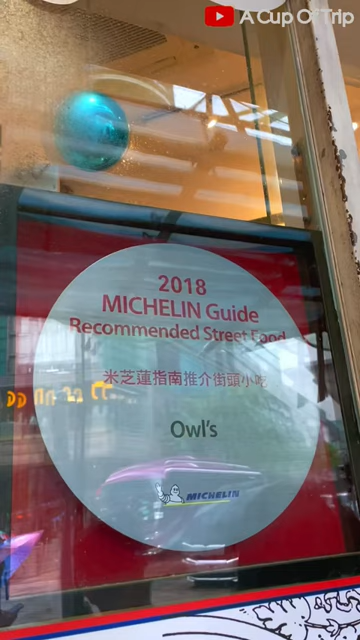 A Cup Of Trip
2018
MICHELIN Guide
Recommended Street Food
米芝蓮指南推介街頭小吃
Owl's
MICHELIN